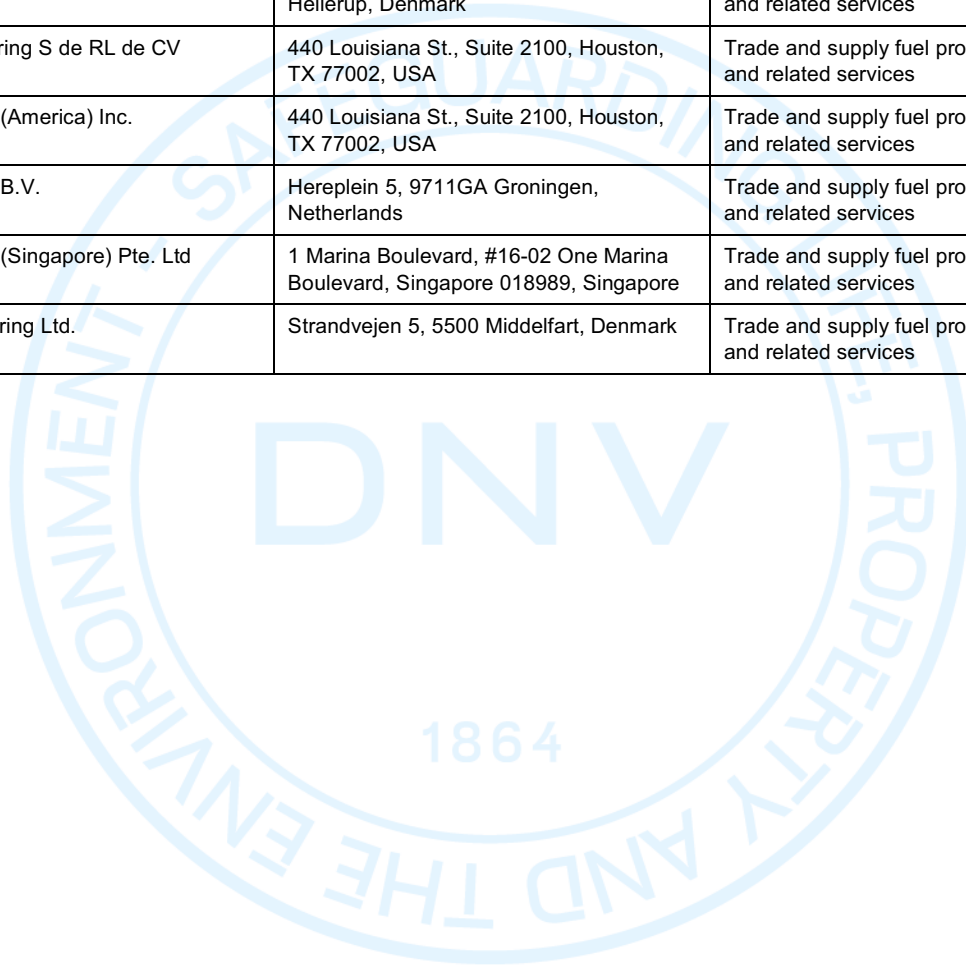 Hellerup, Denmark
and related services
ring S de RL de CV
440 Louisiana St., Suite 2100, Houston,
TX 77002, USA
Trade and supply fuel pro
and related services
(America) Inc.
440 Louisiana St., Suite 2100, Houston,
TX 77002, USA
Trade and supply fuel pro
and related services
B.V.
Hereplein 5, 9711GA Groningen,
Netherlands
Trade and supply fuel pro
and related services
(Singapore) Pte. Ltd
1 Marina Boulevard, #16-02 One Marina
Boulevard, Singapore 018989, Singapore
Trade and supply fuel pro
and related services
ring Ltd.
Strandvejen 5, 5500 Middelfart, Denmark
Trade and supply fuel pro
and related services
SAFEGUARDING LIFE, PROPERTY AND THE ENVIRONMENT –
DNV
1864